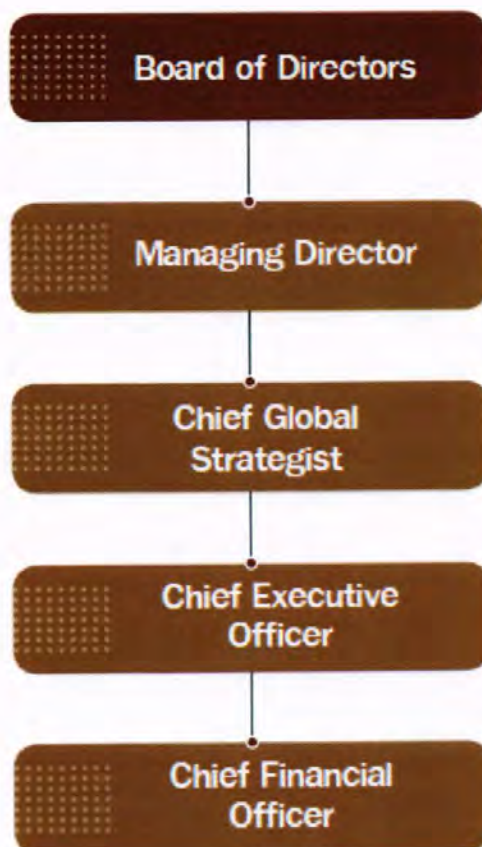 Board of Directors
Managing Director
Chief Global
Strategist
Chief Executive
Officer
Chief Financial
Officer